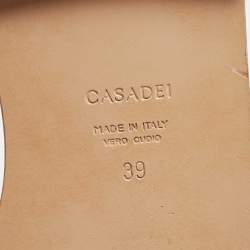 CASADEI
MADE IN ITALY
VERO CUOIO
39